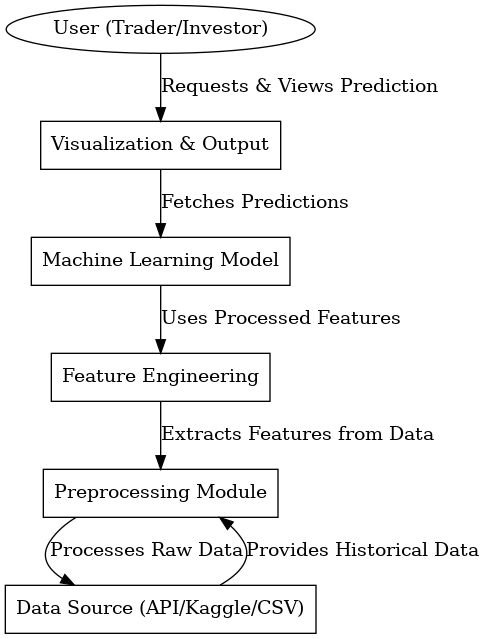 User (Trader/Investor)
Requests & Views Prediction
Visualization & Output
Fetches Predictions
Machine Learning Model
Uses Processed Features
Feature Engineering
Extracts Features from Data
Preprocessing Module
Processes Raw Data
Provides Historical Data
Data Source (API/Kaggle/CSV)